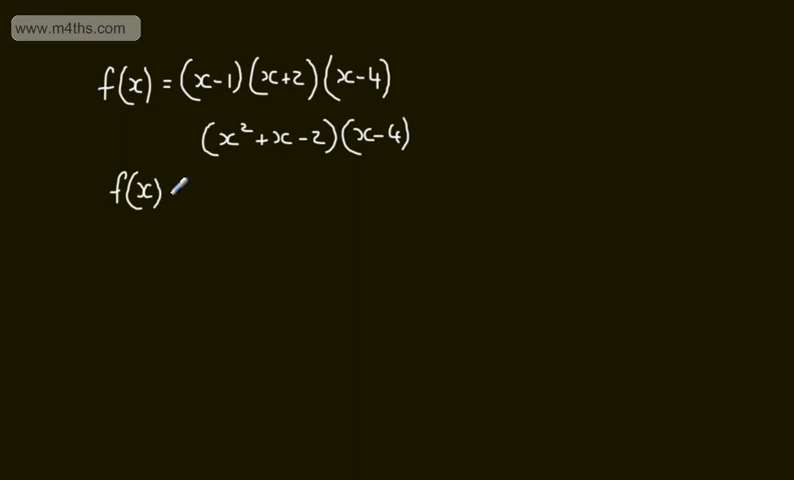 www.m4ths.com
f(x) = (x-1)(x+2)(x-4)
(x²+x-2)(x-4)
f(x)